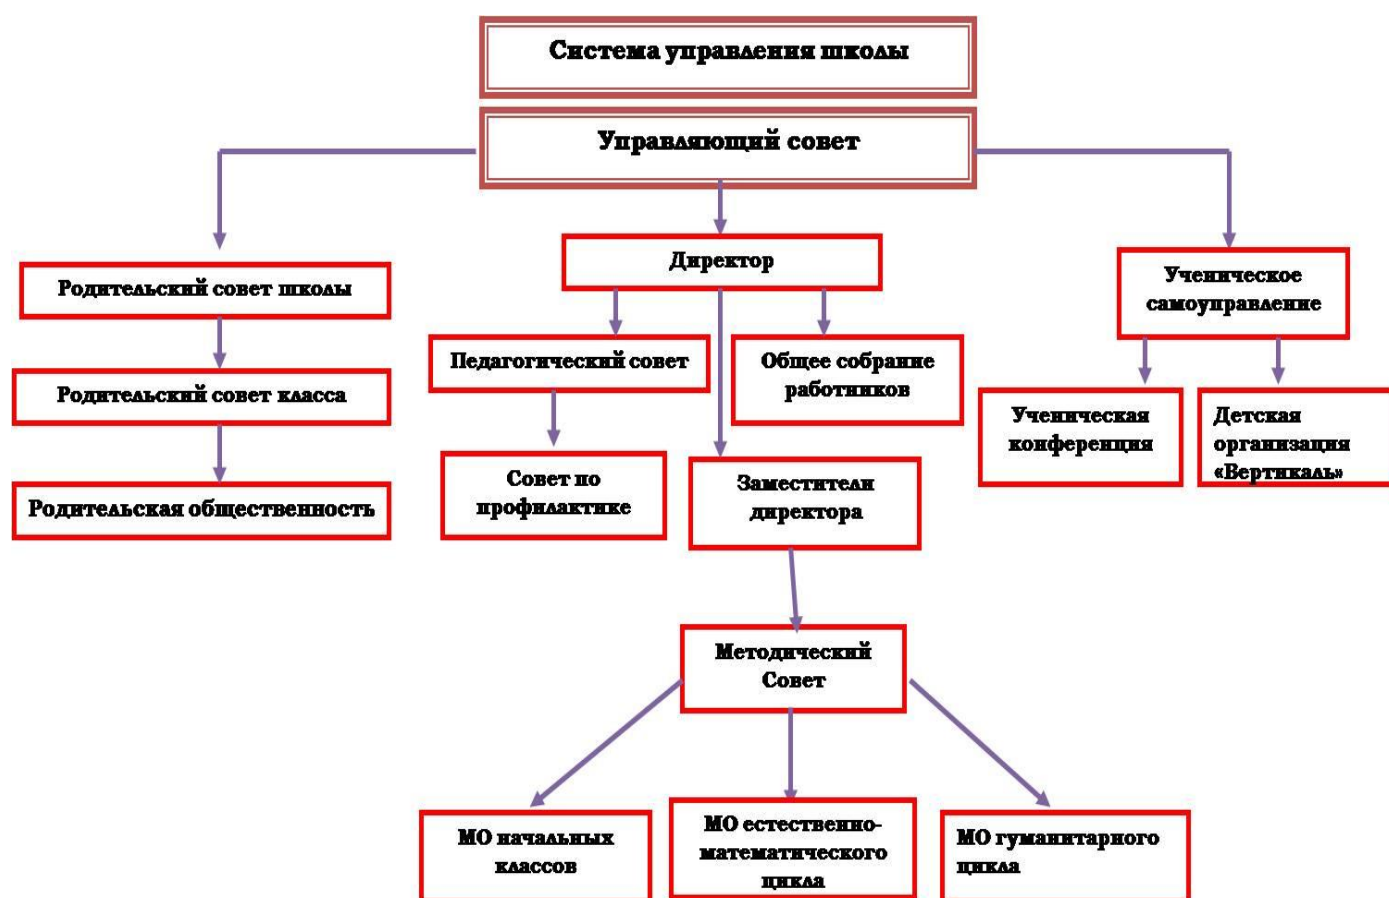 Система управления школы
Управляющий совет
Директор
Родительский совет школы
Ученическое
самоуправление
Педагогический совет
Общее собрание
работников
Родительский совет класса
Ученическая
конференция
Детская
организация
«Вертикаль»
Родительская общественность
Совет по
профилактике
Заместители
директора
Методический
Совет
МО начальных
классов
МО естественно-
математического
цикла
МО гуманитарного
цикла